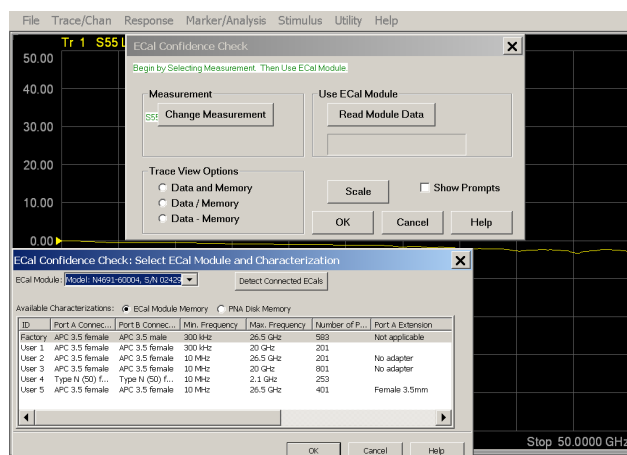 File Trace/Chan Response Marker/Analysis Stimulus Utility Help
Tr 1 S55 L
50.00
40.00
30.00
20.00
10.00
0.00
ECal Confidence Check
Begin by Selecting Measurement. Then Use ECal Module.
Measurement
S55
Change Measurement
Use ECal Module
Read Module Data
Trace View Options
Data and Memory
Data / Memory
Data - Memory
Scale
Show Prompts
OK Cancel Help
ECal Confidence Check: Select ECal Module and Characterization
ECal Module: Model: N4691-60004, S/N 02429
Detect Connected ECals
Available Characterizations: ECal Module Memory PNA Disk Memory
ID Port A Connec... Port B Connec... Min. Frequency Max. Frequency Number of P... Port A Extension
Factory APC 3.5 female APC 3.5 male 300 kHz 26.5 GHz 583 Not applicable
User 1 APC 3.5 female APC 3.5 female 300 kHz 20 GHz 201
User 2 APC 3.5 female APC 3.5 female 10 MHz 26.5 GHz 201 No adapter
User 3 APC 3.5 female APC 3.5 female 10 MHz 20 GHz 801 No adapter
User 4 Type N (50) f... Type N (50) f... 10 MHz 2.1 GHz 253
User 5 APC 3.5 female APC 3.5 female 10 MHz 26.5 GHz 401 Female 3.5mm
OK Cancel Help
Stop 50.0000 GHz